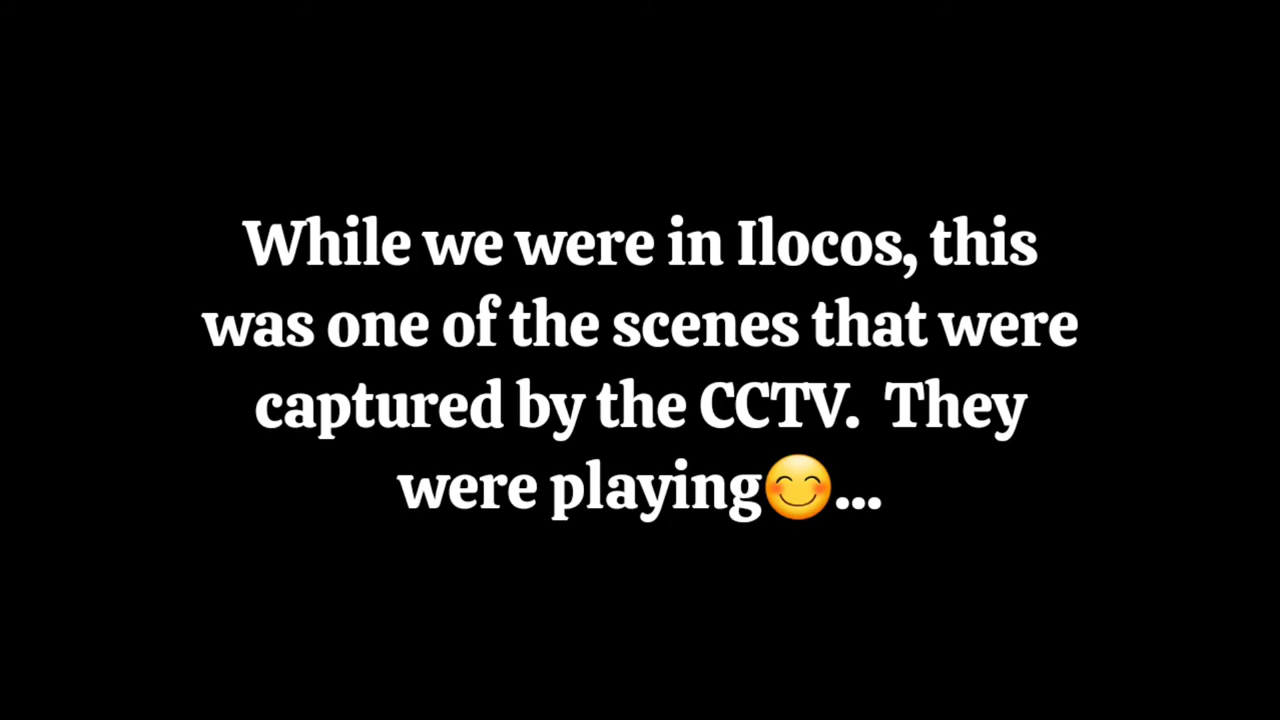 While we were in Ilocos, this
was one of the scenes that were
captured by the CCTV.  They
were playing😊...